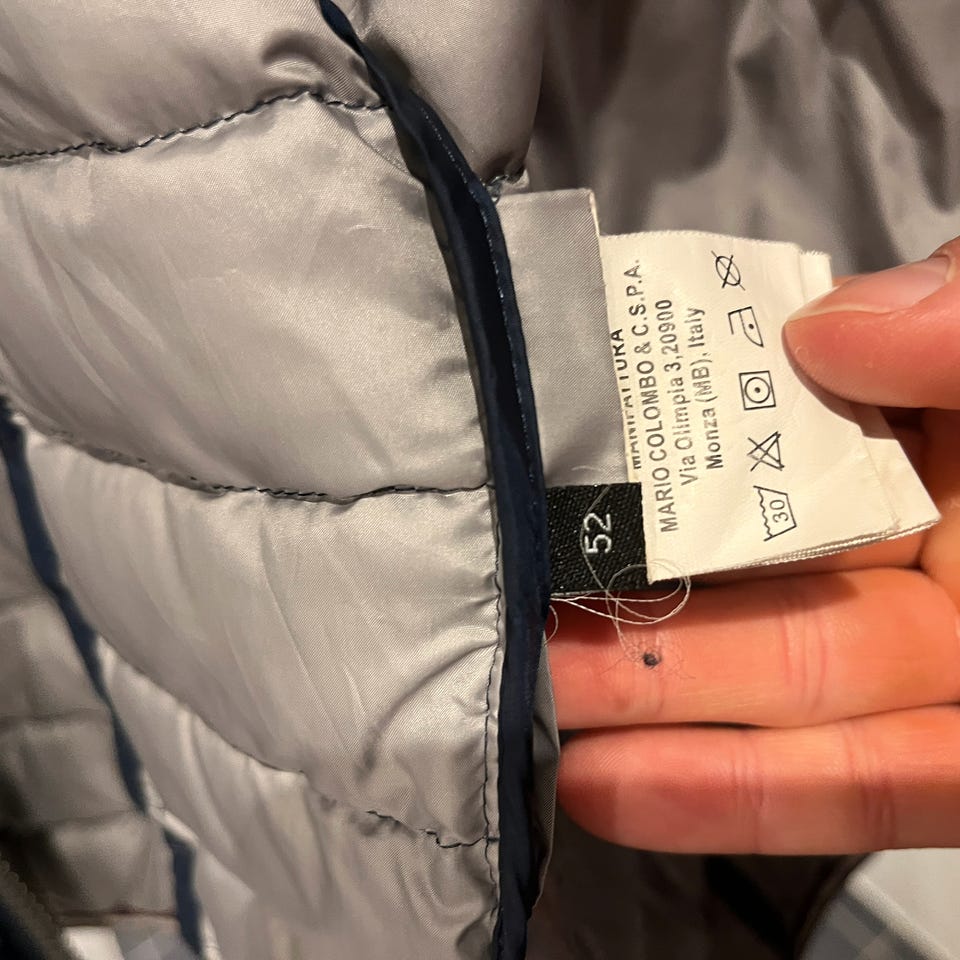 MANIFATTURA
MARIO COLOMBO & C.S.P.A.
Via Olimpia 3,20900
Monza (MB), Italy
30
52